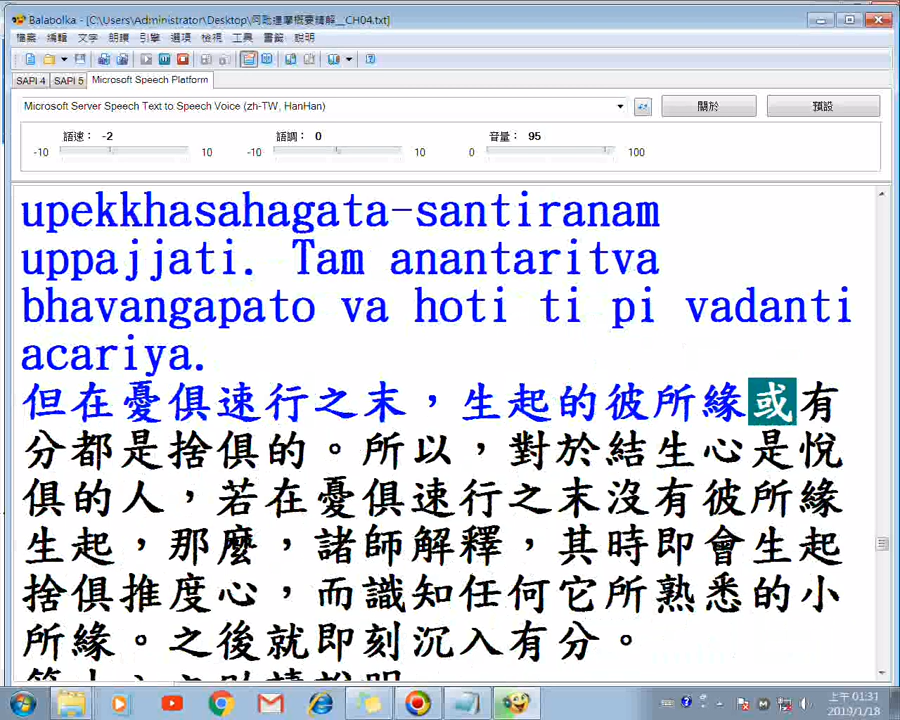 Balabolka - [C:\Users\Administrator\Desktop\阿毗達摩概要精解__CH04.txt]
檔案 編輯 文字 朗讀 引擎 選項 檢視 工具 書籤 說明
SAPI 4 SAPI 5 Microsoft Speech Platform
Microsoft Server Speech Text to Speech Voice (zh-TW, HanHan) 關於 預設
語速： -2 語調： 0 音量： 95
-10 10 -10 10 0 100
upekkhasahagata-santiranam
uppajjati. Tam anantaritva
bhavangapato va hoti ti pi vadanti
acariya.
但在憂俱速行之末，生起的彼所緣或有
分都是捨俱的。所以，對於結生心是悅
俱的人，若在憂俱速行之末沒有彼所緣
生起，那麼，諸師解釋，其時即會生起
捨俱推度心，而識知任何它所熟悉的小
所緣。之後就即刻沉入有分。
上午 01:31
2019/1/18